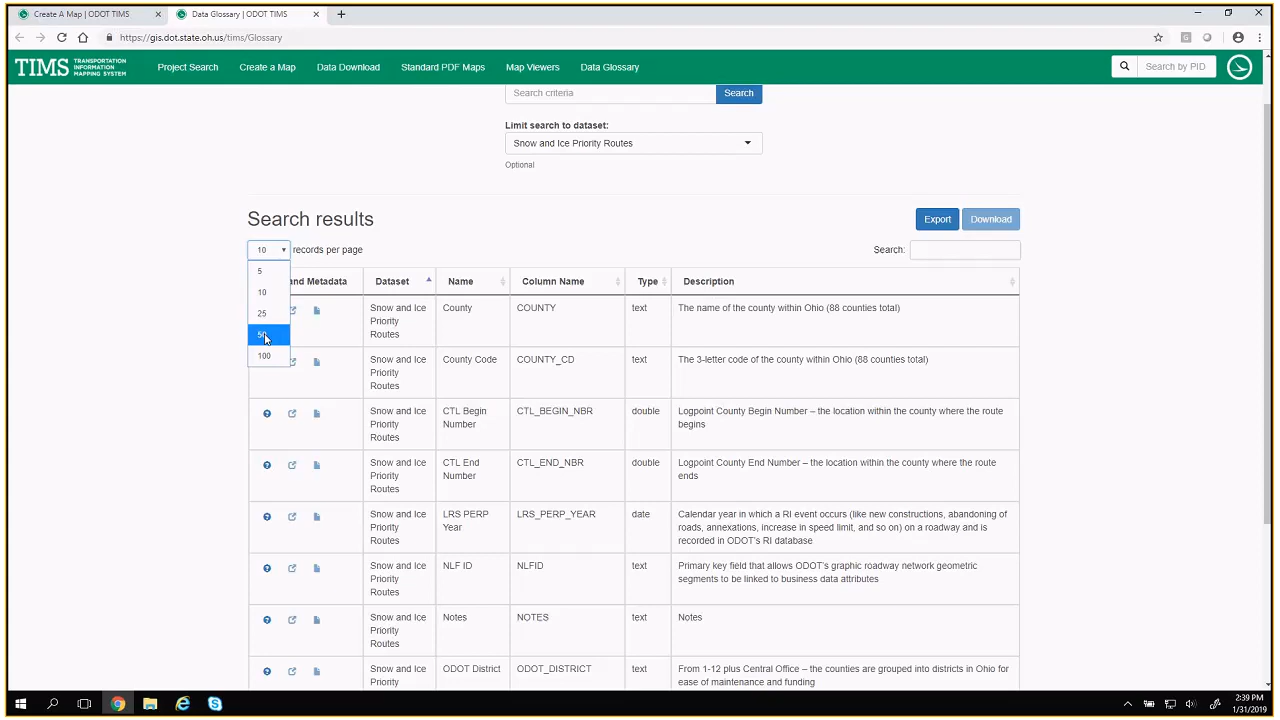 Create A Map | ODOT TIMS
Data Glossary | ODOT TIMS
https://gis.dot.state.oh.us/tims/Glossary
TIMS TRANSPORTATION INFORMATION MAPPING SYSTEM
Project Search
Create a Map
Data Download
Standard PDF Maps
Map Viewers
Data Glossary
Search by PID
Search criteria
Search
Limit search to dataset:
Snow and Ice Priority Routes
Optional
Search results
Export
Download
10 records per page
Search:
5
10
25
50
100
and Metadata
Dataset
Name
Column Name
Type
Description
Snow and Ice
Priority
Routes
County
COUNTY
text
The name of the county within Ohio (88 counties total)
Snow and Ice
Priority
Routes
County Code
COUNTY_CD
text
The 3-letter code of the county within Ohio (88 counties total)
Snow and Ice
Priority
Routes
CTL Begin
Number
CTL_BEGIN_NBR
double
Logpoint County Begin Number – the location within the county where the route
begins
Snow and Ice
Priority
Routes
CTL End
Number
CTL_END_NBR
double
Logpoint County End Number – the location within the county where the route
ends
Snow and Ice
Priority
Routes
LRS PERP
Year
LRS_PERP_YEAR
date
Calendar year in which a RI event occurs (like new constructions, abandoning of
roads, annexations, increase in speed limit, and so on) on a roadway and is
recorded in ODOT's RI database
Snow and Ice
Priority
Routes
NLF ID
NLFID
text
Primary key field that allows ODOT's graphic roadway network geometric
segments to be linked to business data attributes
Snow and Ice
Priority
Routes
Notes
NOTES
text
Notes
Snow and Ice
Priority
ODOT District
ODOT_DISTRICT
text
From 1-12 plus Central Office – the counties are grouped into districts in Ohio for
ease of maintenance and funding
2:39 PM
1/31/2019